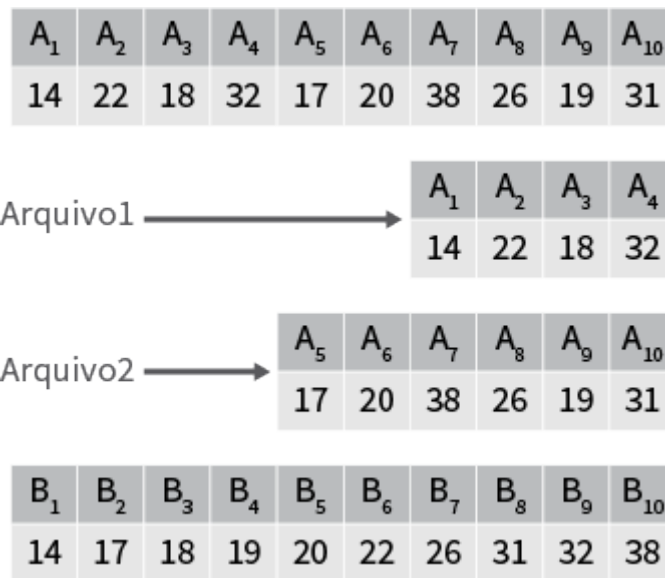 A₁ A₂ A₃ A₄ A₅ A₆ A₇ A₈ A₉ A₁₀
14 22 18 32 17 20 38 26 19 31
Arquivo1
A₁ A₂ A₃ A₄
14 22 18 32
Arquivo2
A₅ A₆ A₇ A₈ A₉ A₁₀
17 20 38 26 19 31
B₁ B₂ B₃ B₄ B₅ B₆ B₇ B₈ B₉ B₁₀
14 17 18 19 20 22 26 31 32 38